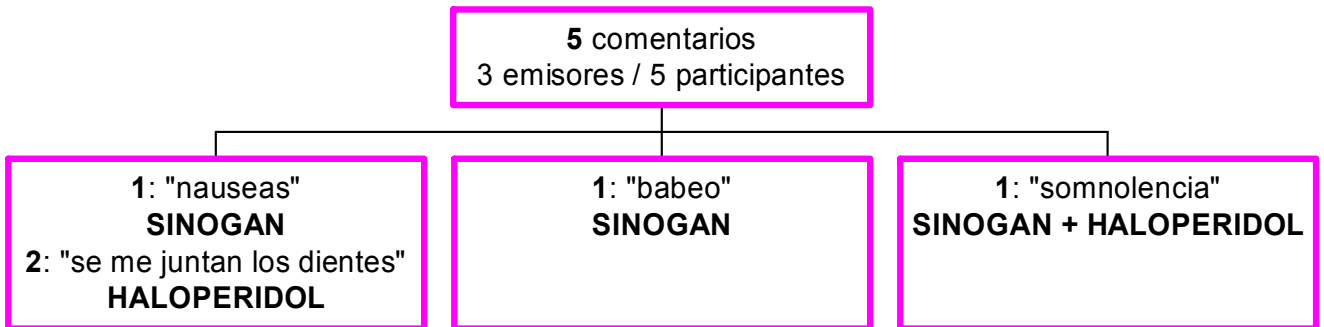 5 comentarios
3 emisores / 5 participantes
1: "nauseas"
SINOGAN
2: "se me juntan los dientes"
HALOPERIDOL
1: "babeo"
SINOGAN
1: "somnolencia"
SINOGAN + HALOPERIDOL